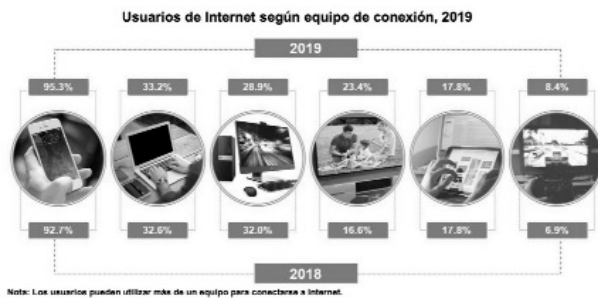 Usuarios de Internet según equipo de conexión, 2019
2019
95.3% 33.2% 28.9% 23.4% 17.8% 8.4%
92.7% 32.6% 32.0% 16.6% 17.8% 6.9%
2018
Nota: Los usuarios pueden utilizar más de un equipo para conectarse a Internet.